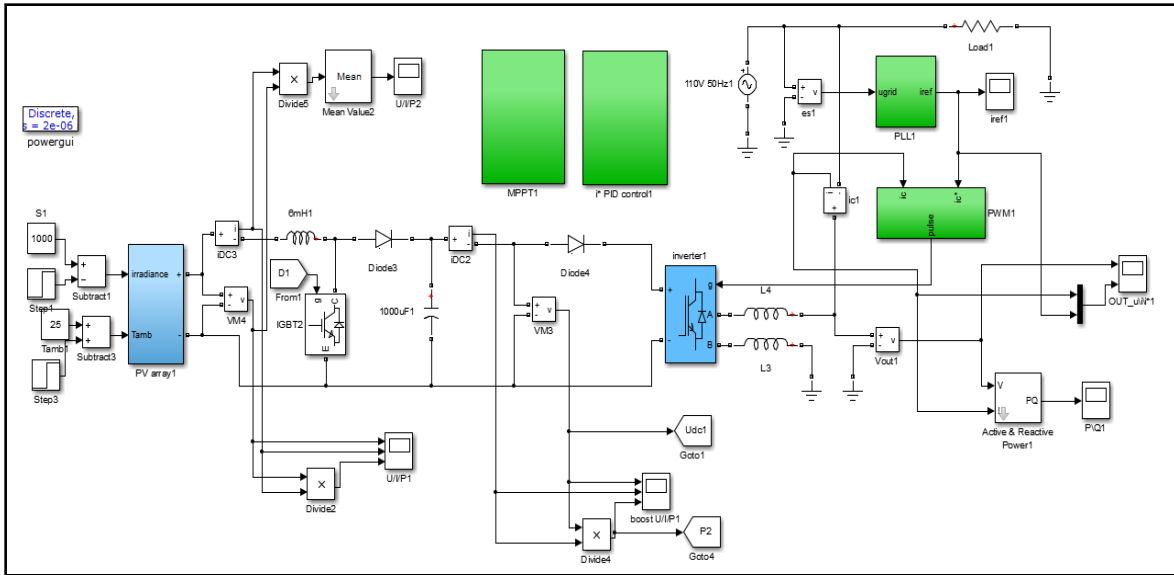 Discrete,
s = 2e-06
powergui
S1
1000
Step1
Subtract1
25
Tamb1
Subtract3
Step3
irradiance
Tamb
+
-
PV array1
iDC3
VM4
Divide5
Mean
Mean Value2
U/I/P2
6mH1
D1
From1
IGBT2
g
C
E
Diode3
1000uF1
iDC2
Diode4
VM3
MPPT1
i* PID control1
inverter1
g
A
B
+
-
L4
L3
110V 50Hz1
es1
ugrid
iref
PLL1
iref1
Load1
ic1
ic
ic*
pulse
PWM1
Vout1
V
I
PQ
Active & Reactive
Power1
P\Q1
U/I/P1
Divide2
Udc1
Goto1
boost U/I/P1
Divide4
P2
Goto4